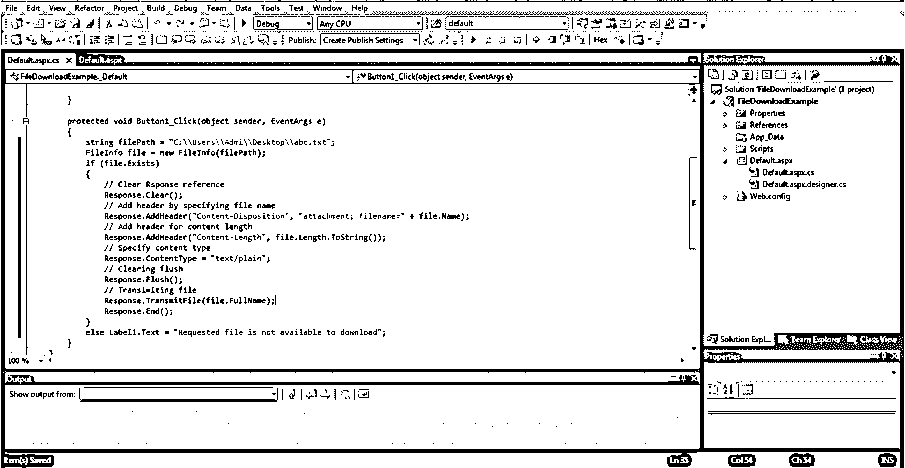 File Edit View Refactor Project Build Debug Team Data Tools Test Window Help
Debug Any CPU default
Publish: Create Publish Settings Hex
Default.aspx.cs × Default.aspx
FileDownloadExample._Default Button1_Click(object sender, EventArgs e)
}
protected void Button1_Click(object sender, EventArgs e)
{
string filePath = "C:\\Users\\Admi\\Desktop\\abc.txt";
FileInfo file = new FileInfo(filePath);
if (file.Exists)
{
// Clear Rsponse reference
Response.Clear();
// Add header by specifying file name
Response.AddHeader("Content-Disposition", "attachment; filename=" + file.Name);
// Add header for content length
Response.AddHeader("Content-Length", file.Length.ToString());
// Specify content type
Response.ContentType = "text/plain";
// Clearing flush
Response.Flush();
// Transimiting file
Response.TransmitFile(file.FullName);
Response.End();
}
else Label1.Text = "Requested file is not available to download";
}
}
100 %
Output
Show output from:
Solution Explorer
Solution 'FileDownloadExample' (1 project)
FileDownloadExample
Properties
References
App_Data
Scripts
Default.aspx
Default.aspx.cs
Default.aspx.designer.cs
Web.config
Solution Expl... Team Explorer Class View
Properties
Item(s) Saved Ln 33 Col 54 Ch 54 INS